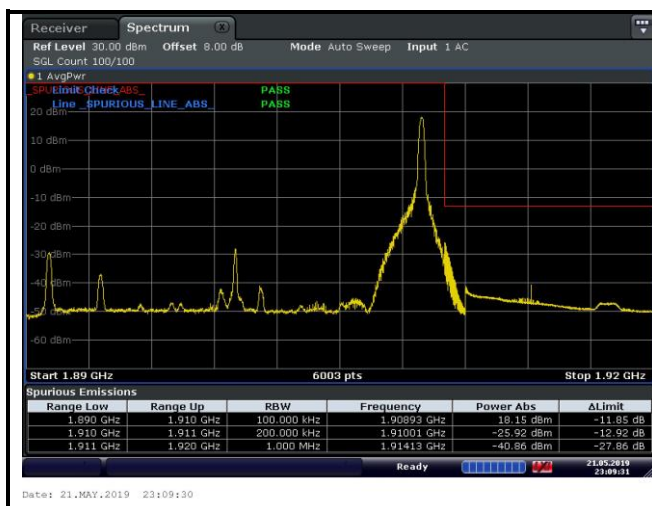 Receiver Spectrum X
Ref Level 30.00 dBm Offset 8.00 dB Mode Auto Sweep Input 1 AC
SGL Count 100/100
1 AvgPwr
Limit Check PASS
Line _SPURIOUS_LINE_ABS_ PASS
20 dBm
10 dBm
0 dBm
-10 dBm
-20 dBm
-30 dBm
-40 dBm
-50 dBm
-60 dBm
Start 1.89 GHz 6003 pts Stop 1.92 GHz
Spurious Emissions
Range Low Range Up RBW Frequency Power Abs ΔLimit
1.890 GHz 1.910 GHz 100.000 kHz 1.90893 GHz 18.15 dBm -11.85 dB
1.910 GHz 1.911 GHz 200.000 kHz 1.91001 GHz -25.92 dBm -12.92 dB
1.911 GHz 1.920 GHz 1.000 MHz 1.91413 GHz -40.86 dBm -27.86 dB
Ready 21.05.2019
23:09:31
Date: 21.MAY.2019 23:09:30